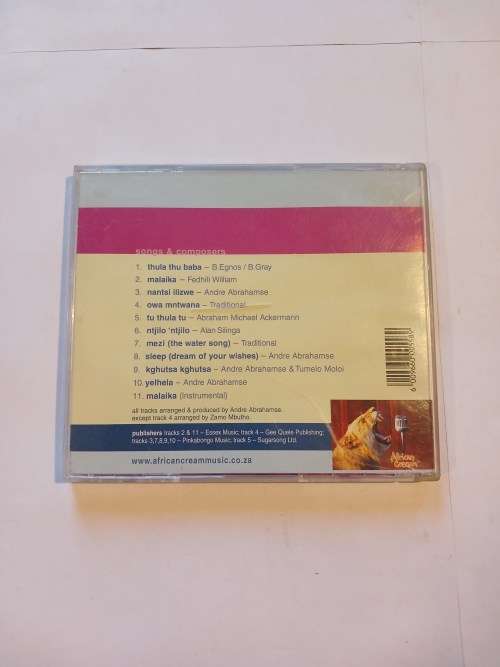 songs & composers
1. thula thu baba – B.Egnos / B.Gray
2. malaika – Fedhili William
3. nantsi ilizwe – Andre Abrahamse
4. owa mntwana – Traditional
5. tu thula tu – Abraham Michael Ackermann
6. ntjilo 'ntjilo – Alan Silinga
7. mezi (the water song) – Traditional
8. sleep (dream of your wishes) – Andre Abrahamse
9. kghutsa kghutsa – Andre Abrahamse & Tumelo Moloi
10. yelhela – Andre Abrahamse
11. malaika (Instrumental)
all tracks arranged & produced by Andre Abrahamse.
except track 4 arranged by Zamo Mbutho.
publishers tracks 2 & 11 – Essex Music, track 4 – Gee Quele Publishing;
tracks-3,7,8,9,10 – Pinkabongo Music, track 5 – Sugarsong Ltd.
www.africancreammusic.co.za
African
Cream